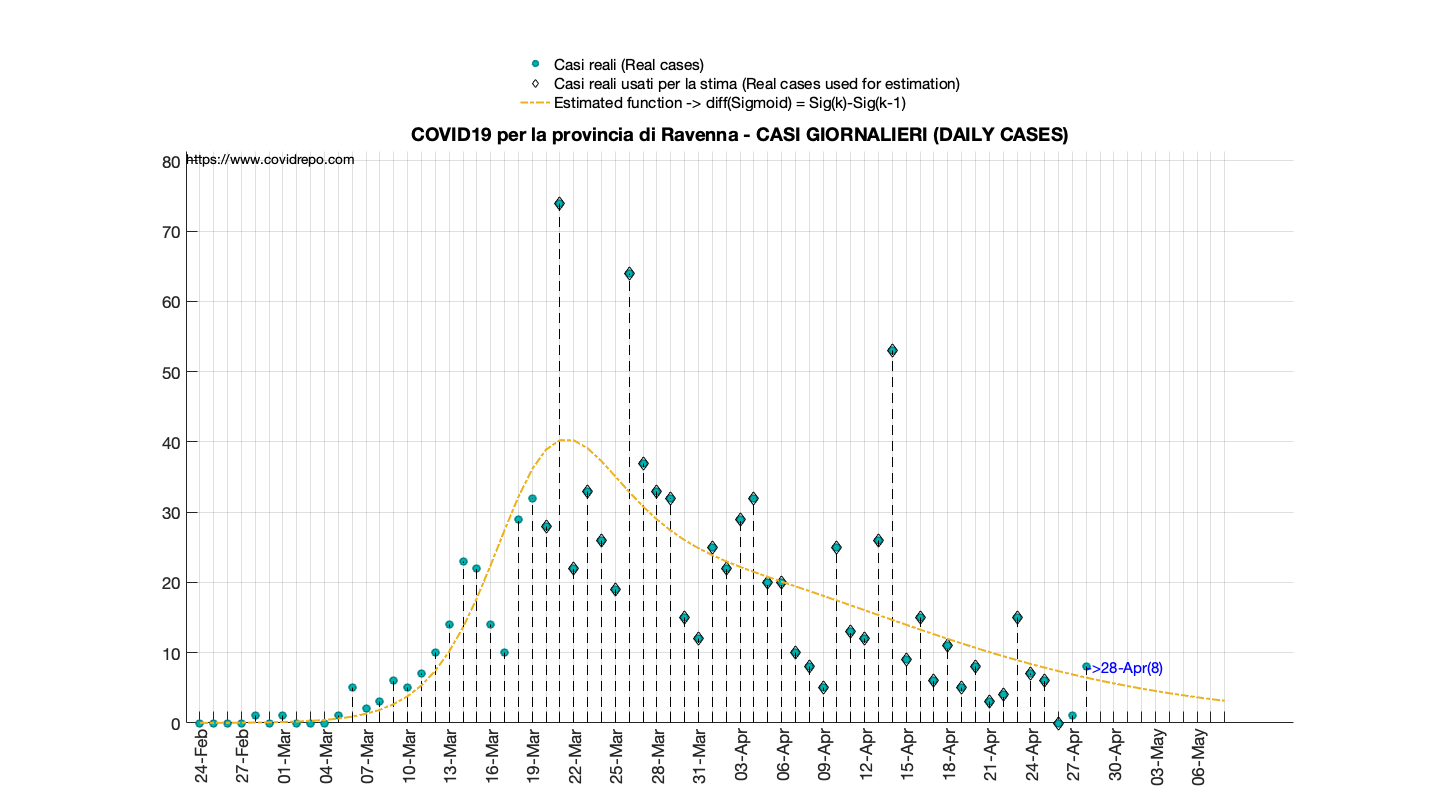 Casi reali (Real cases)
Casi reali usati per la stima (Real cases used for estimation)
Estimated function -> diff(Sigmoid) = Sig(k)-Sig(k-1)
COVID19 per la provincia di Ravenna - CASI GIORNALIERI (DAILY CASES)
https://www.covidrepo.com
80
70
60
50
40
30
20
10
0
->28-Apr(8)
24-Feb
27-Feb
01-Mar
04-Mar
07-Mar
10-Mar
13-Mar
16-Mar
19-Mar
22-Mar
25-Mar
28-Mar
31-Mar
03-Apr
06-Apr
09-Apr
12-Apr
15-Apr
18-Apr
21-Apr
24-Apr
27-Apr
30-Apr
03-May
06-May